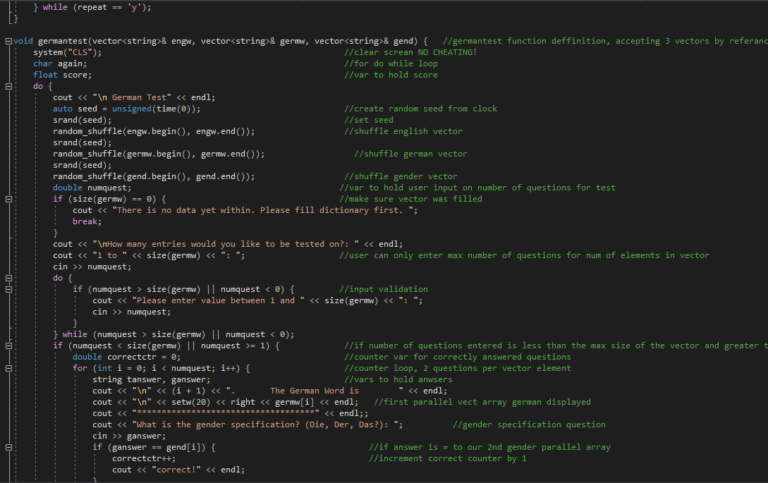 } while (repeat == 'y');
}
void germantest(vector<string>& engw, vector<string>& germw, vector<string>& gend) { //germantest function deffinition, accepting 3 vectors by referanc
system("CLS"); //clear screan NO CHEATING!
char again; //for do while loop
float score; //var to hold score
do {
cout << "\n German Test" << endl;
auto seed = unsigned(time(0)); //create random seed from clock
srand(seed); //set seed
random_shuffle(engw.begin(), engw.end()); //shuffle english vector
srand(seed);
random_shuffle(germw.begin(), germw.end()); //shuffle german vector
srand(seed);
random_shuffle(gend.begin(), gend.end()); //shuffle gender vector
double numquest; //var to hold user input on number of questions for test
if (size(germw) == 0) { //make sure vector was filled
cout << "There is no data yet within. Please fill dictionary first. ";
break;
}
cout << "\nHow many entries would you like to be tested on?: " << endl;
cout << "1 to " << size(germw) << ": "; //user can only enter max number of questions for num of elements in vector
cin >> numquest;
do {
if (numquest > size(germw) || numquest < 0) { //input validation
cout << "Please enter value between 1 and " << size(germw) << ": ";
cin >> numquest;
}
} while (numquest > size(germw) || numquest < 0);
if (numquest < size(germw) || numquest >= 1) { //if number of questions entered is less than the max size of the vector and greater t
double correctctr = 0; //counter var for correctly answered questions
for (int i = 0; i < numquest; i++) { //counter loop, 2 questions per vector element
string tanswer, ganswer; //vars to hold anwsers
cout << "\n" << (i + 1) << ". The German Word is " << endl;
cout << "\n" << setw(20) << right << germw[i] << endl; //first parallel vect array german displayed
cout << "************************************" << endl;;
cout << "What is the gender specification? (Die, Der, Das?): "; //gender specification question
cin >> ganswer;
if (ganswer == gend[i]) { //if answer is = to our 2nd gender parallel array
correctctr++; //increment correct counter by 1
cout << "correct!" << endl;
}